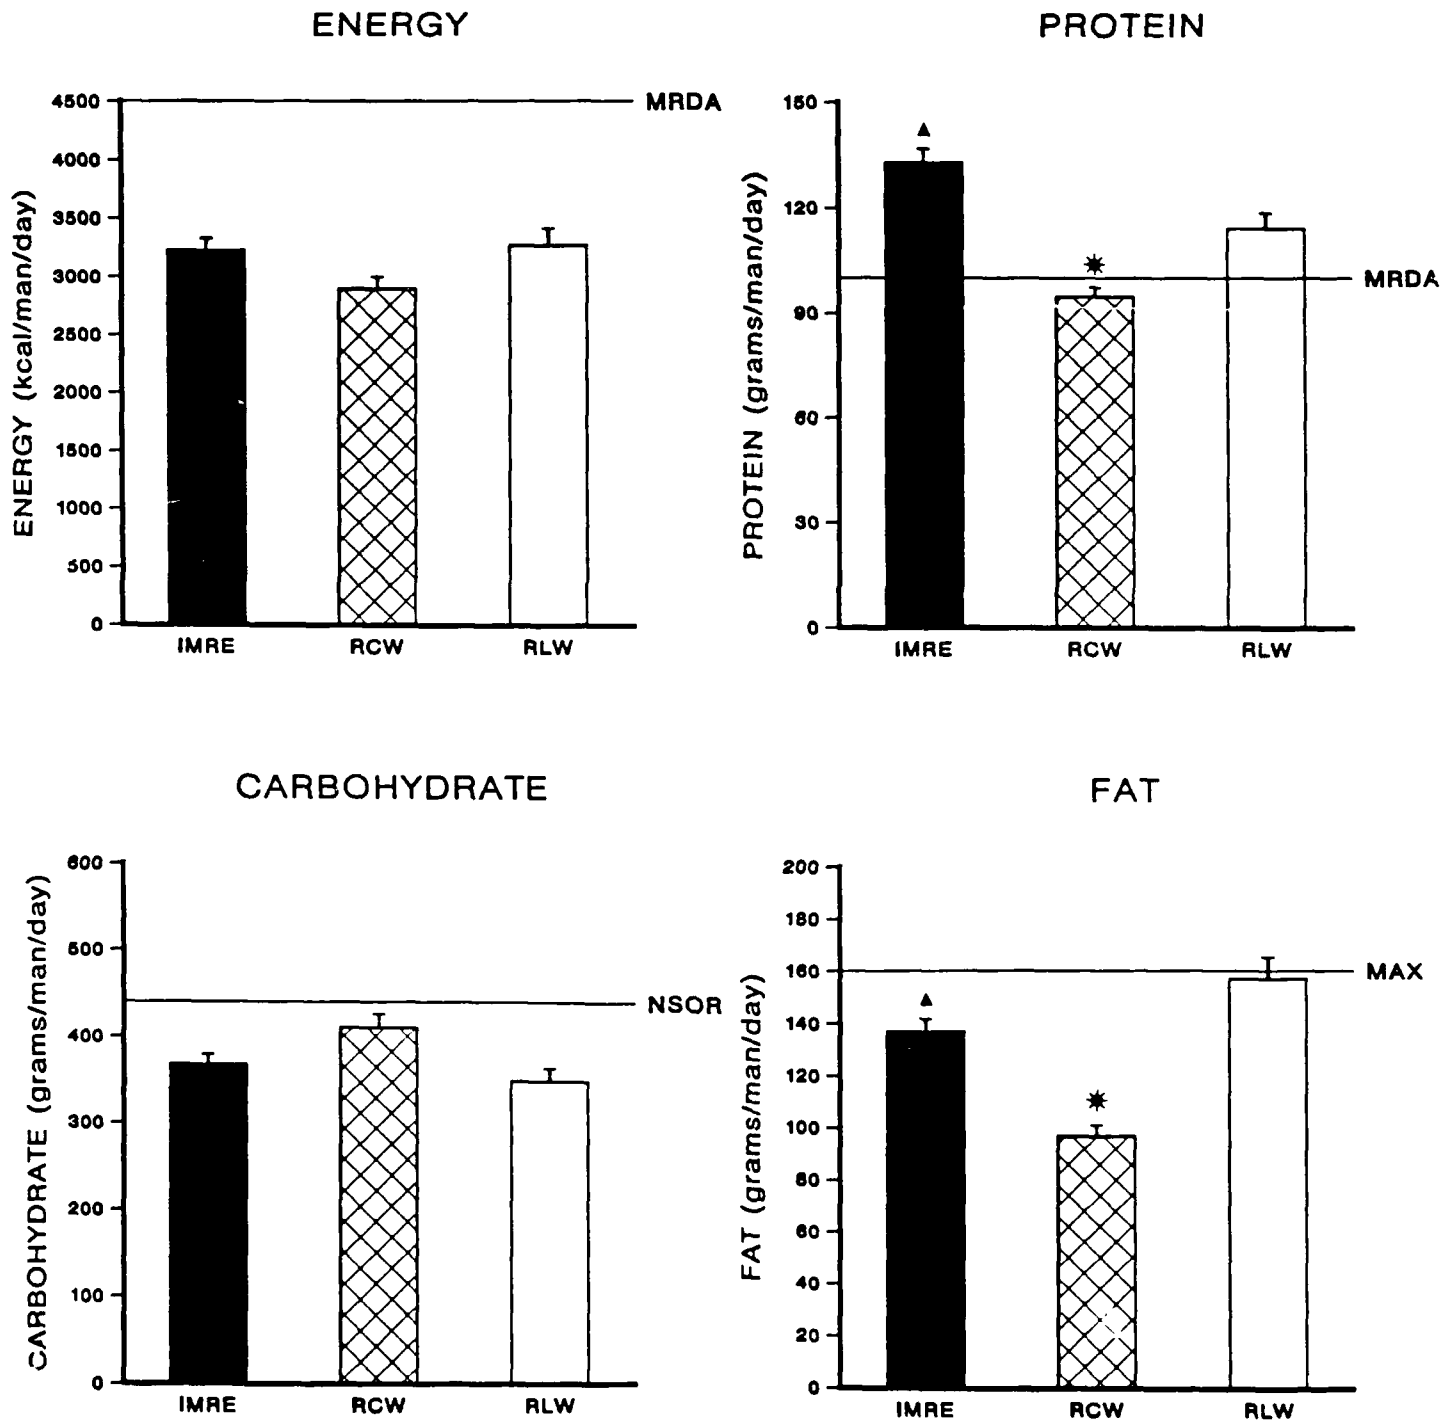 ENERGY
ENERGY (kcal/man/day)
4500
4000
3500
3000
2500
2000
1500
1000
500
0
MRDA
IMRE RCW RLW
PROTEIN
PROTEIN (grams/man/day)
150
120
90
60
30
0
MRDA
IMRE RCW RLW
CARBOHYDRATE
CARBOHYDRATE (grams/man/day)
600
500
400
300
200
100
0
NSOR
IMRE RCW RLW
FAT
FAT (grams/man/day)
200
180
160
140
120
100
80
60
40
20
0
MAX
IMRE RCW RLW